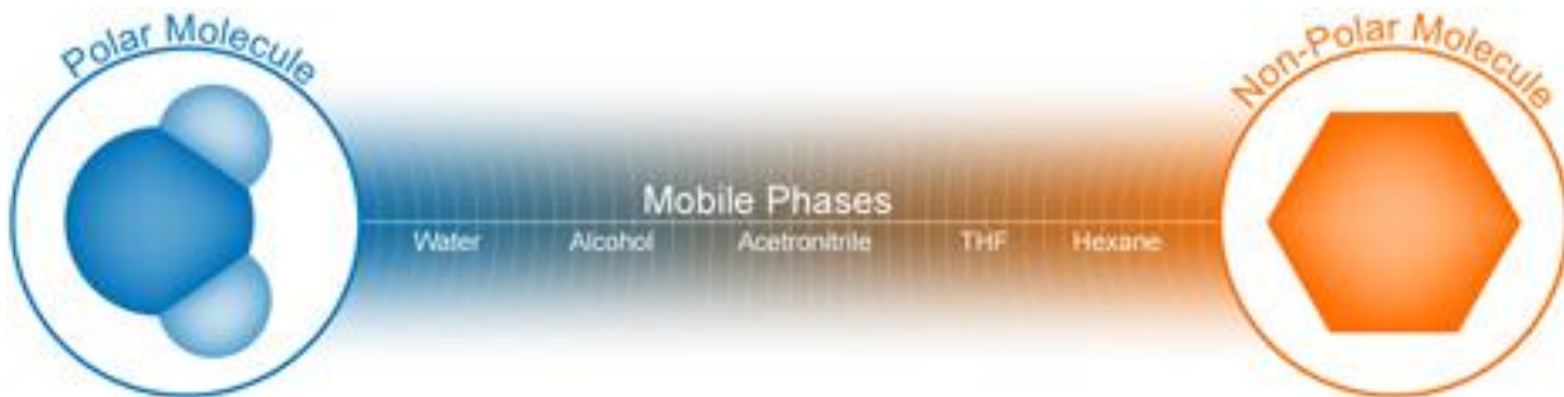 Polar Molecule
Non-Polar Molecule
Mobile Phases
Water Alcohol Acetronitrile THF Hexane